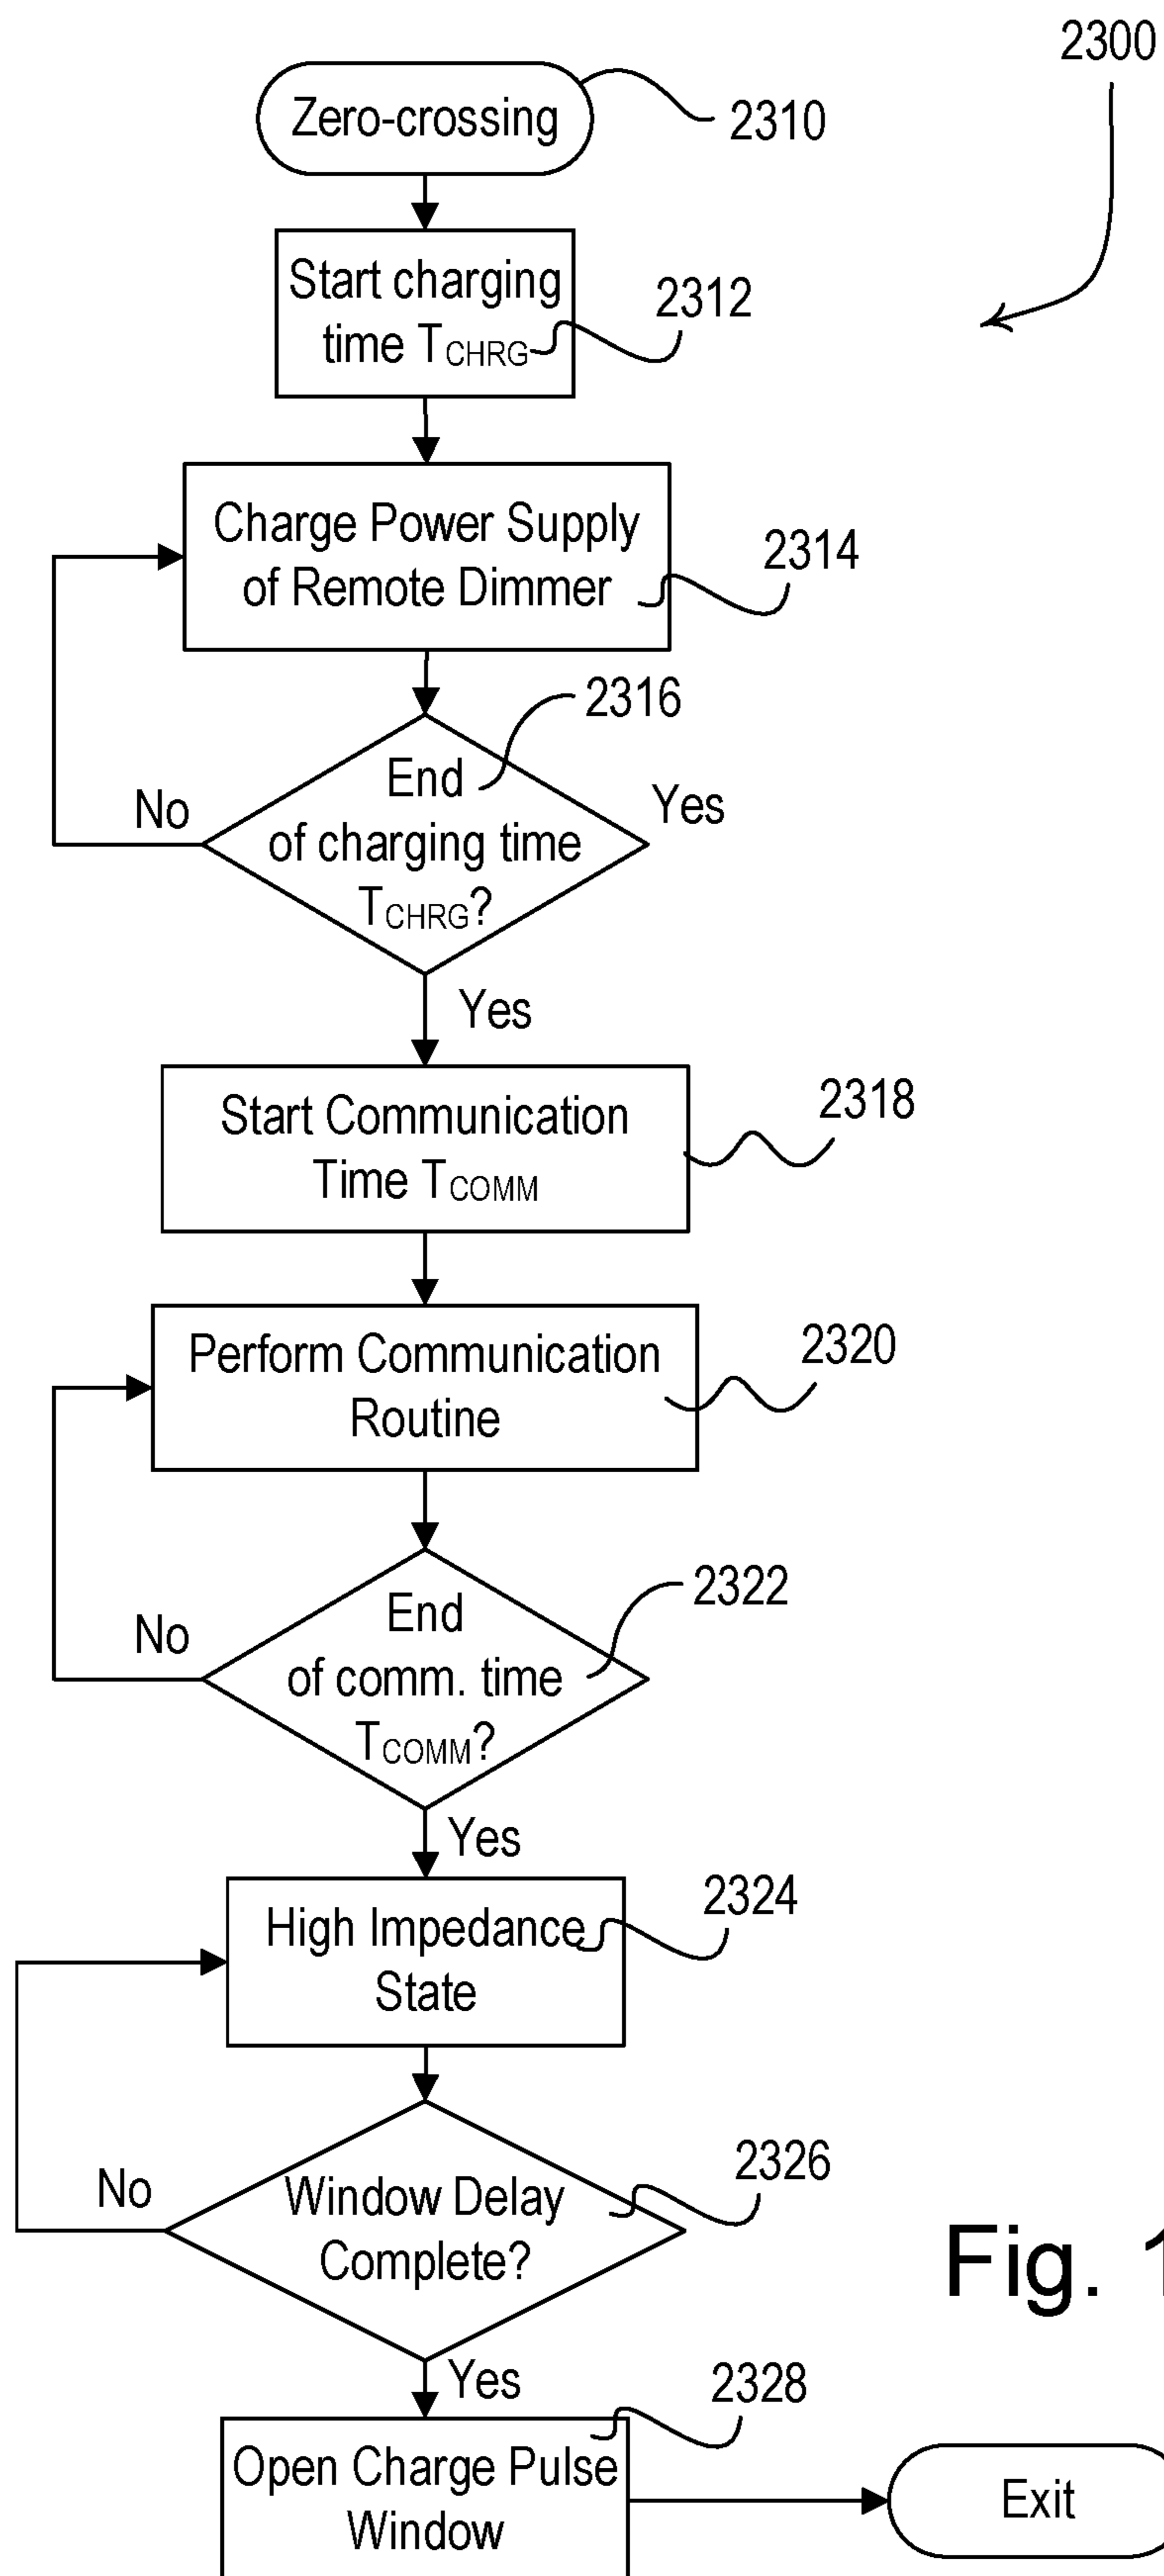 2300
Zero-crossing
2310
Start charging
time TCHRG
2312
Charge Power Supply
of Remote Dimmer
2314
2316
End
of charging time
TCHRG?
No
Yes
Yes
Start Communication
Time TCOMM
2318
Perform Communication
Routine
2320
End
of comm. time
TCOMM?
2322
No
Yes
High Impedance
State
2324
Window Delay
Complete?
2326
No
Yes
Open Charge Pulse
Window
2328
Exit
Fig.